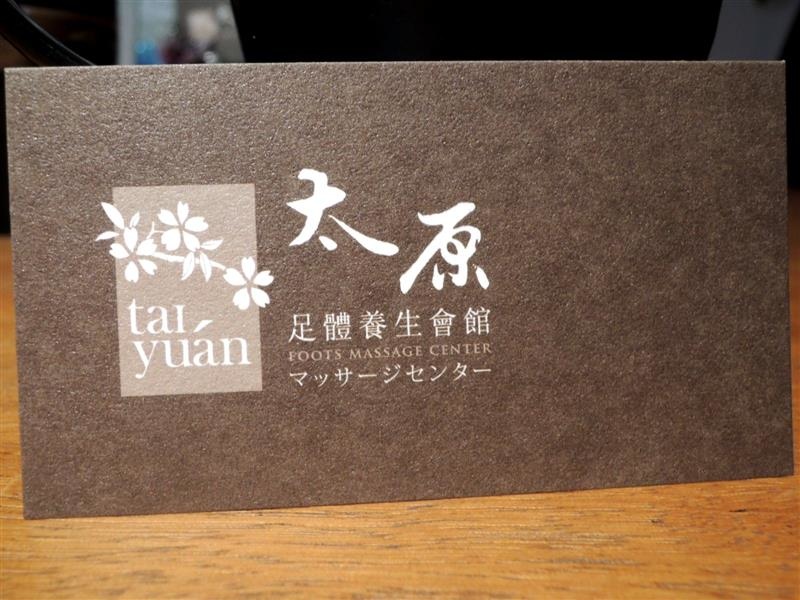 taı
yuán
太原
足體養生會館
FOOTS MASSAGE CENTER
マッサージセンター